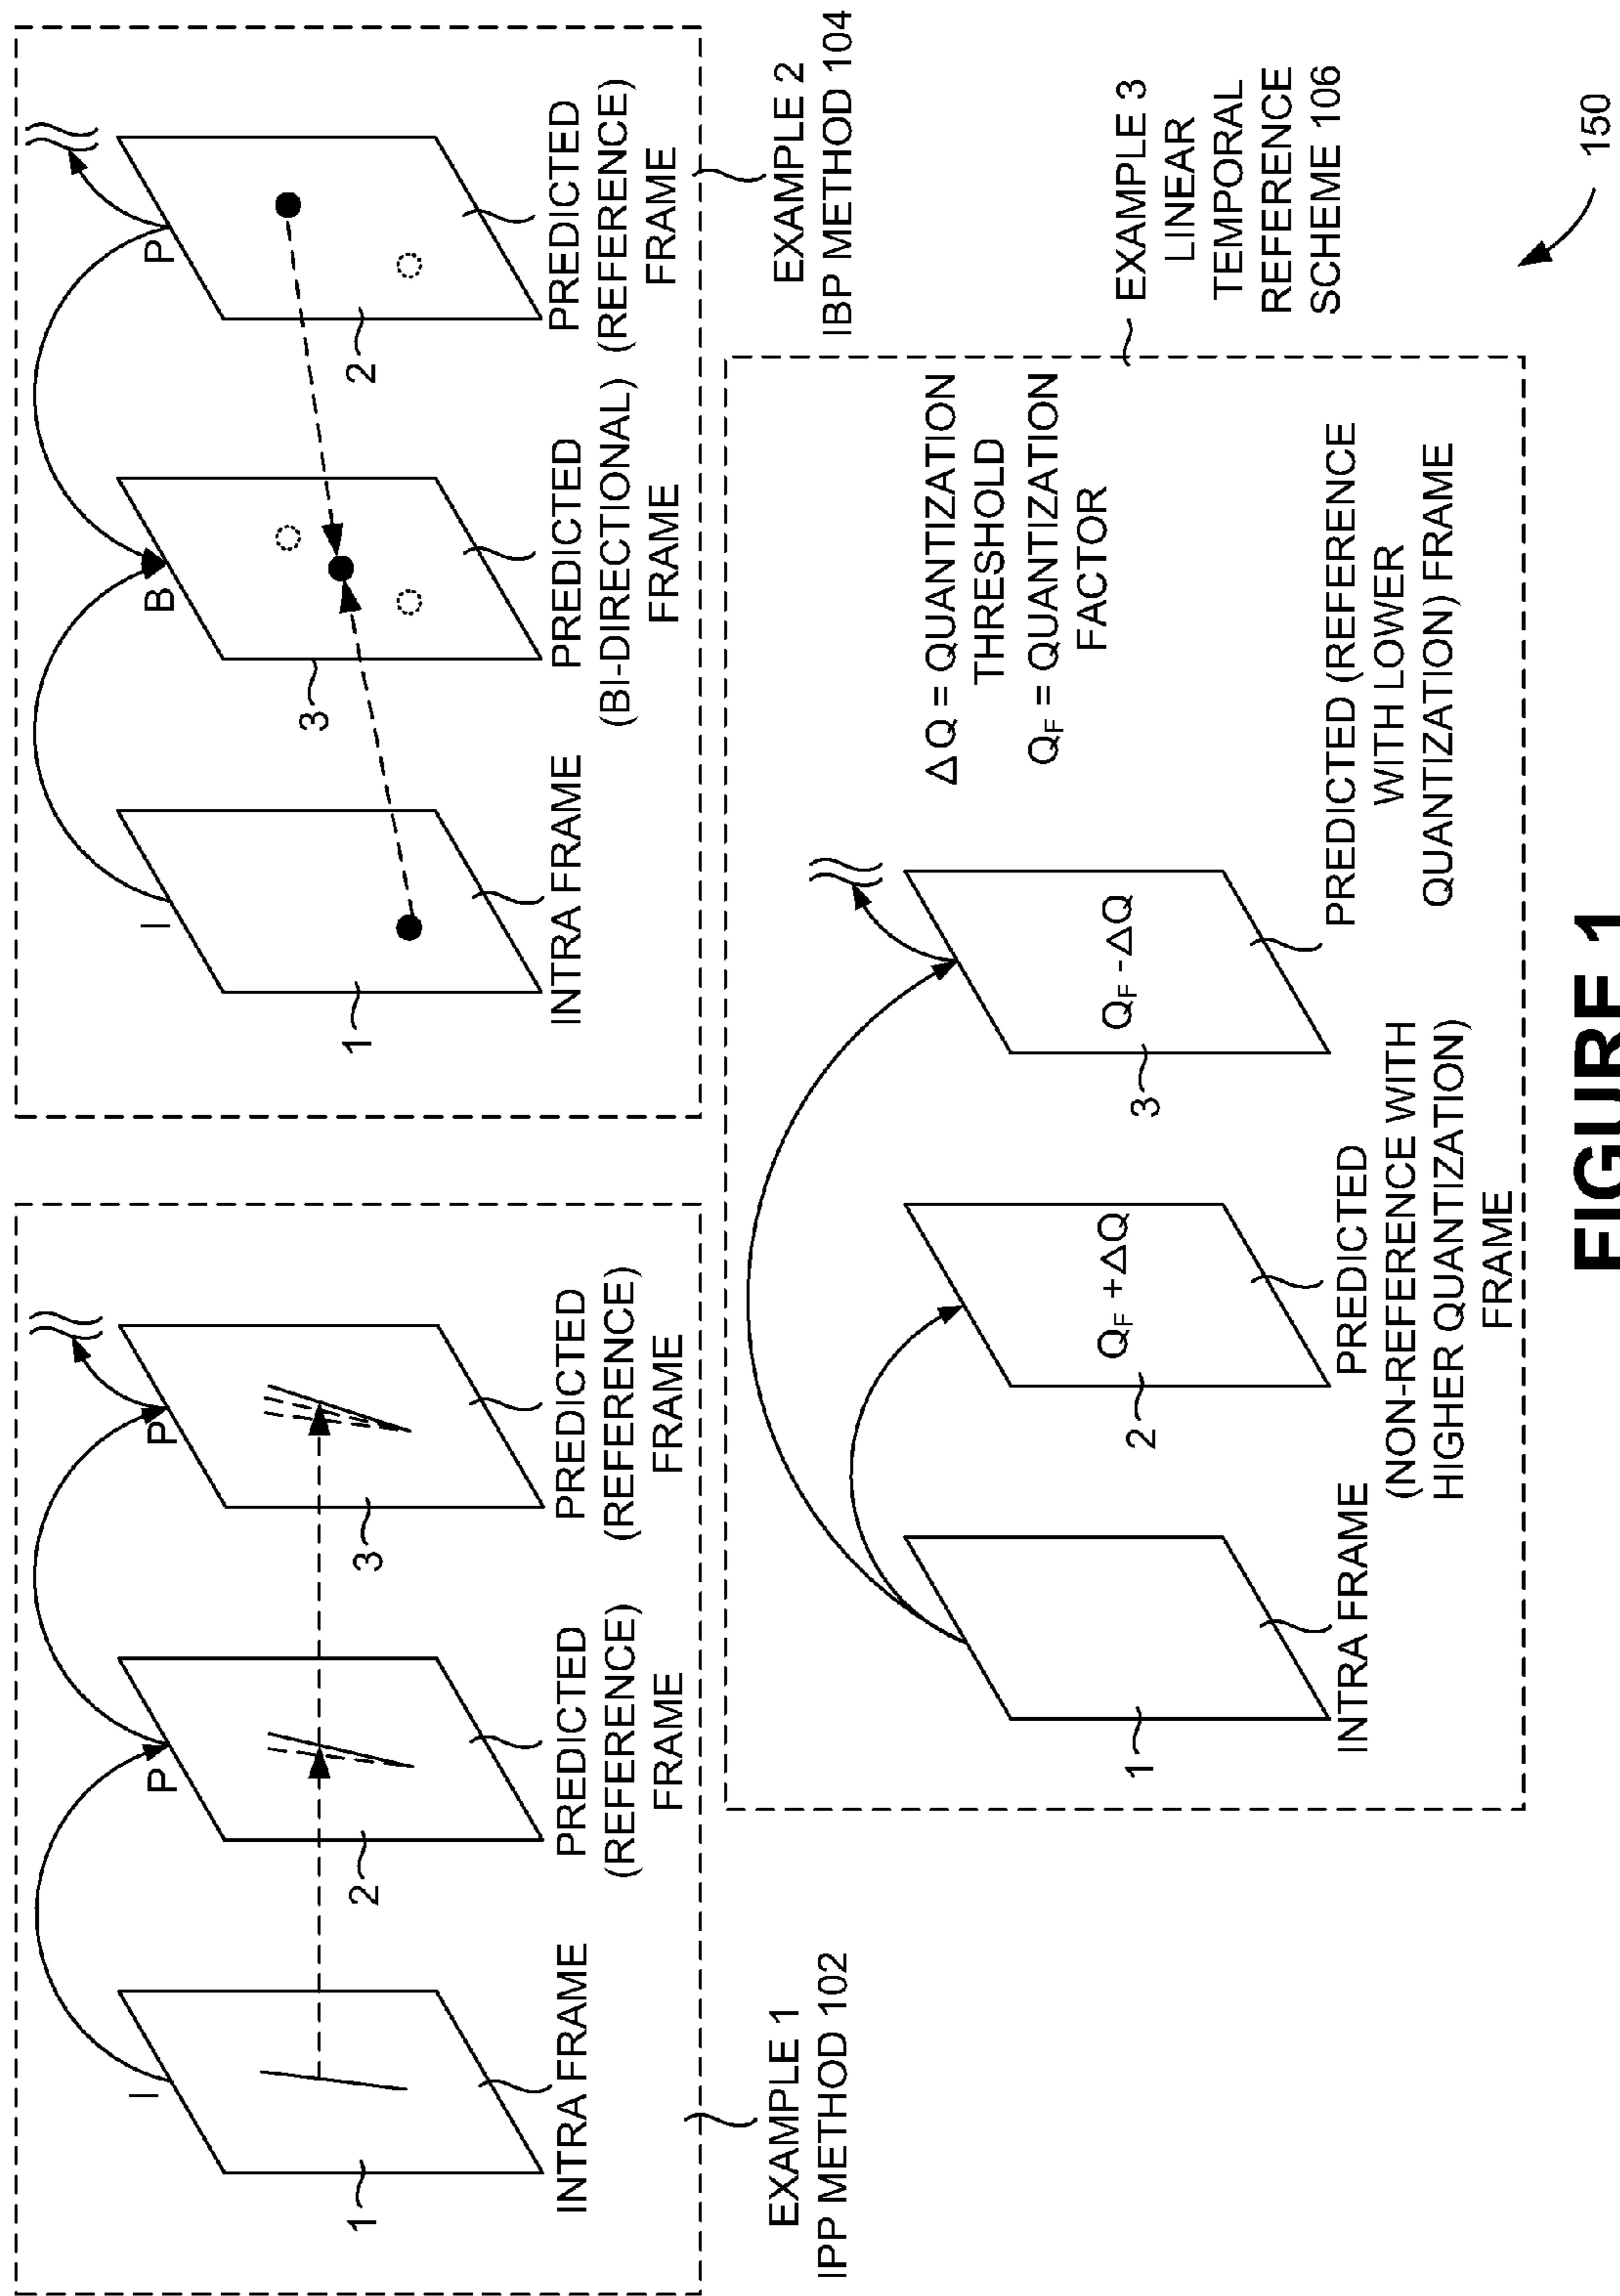 I
P
P
1
2
3
INTRA FRAME
PREDICTED
(REFERENCE)
FRAME
PREDICTED
(REFERENCE)
FRAME
EXAMPLE 1
IPP METHOD 102
I
B
P
1
3
2
INTRA FRAME
PREDICTED
(BI-DIRECTIONAL)
FRAME
PREDICTED
(REFERENCE)
FRAME
EXAMPLE 2
IBP METHOD 104
1
2
3
QF +ΔQ
QF -ΔQ
ΔQ = QUANTIZATION
THRESHOLD
QF = QUANTIZATION
FACTOR
INTRA FRAME
PREDICTED
(NON-REFERENCE WITH
HIGHER QUANTIZATION)
FRAME
PREDICTED (REFERENCE
WITH LOWER
QUANTIZATION) FRAME
EXAMPLE 3
LINEAR
TEMPORAL
REFERENCE
SCHEME 106
150
FIGURE 1